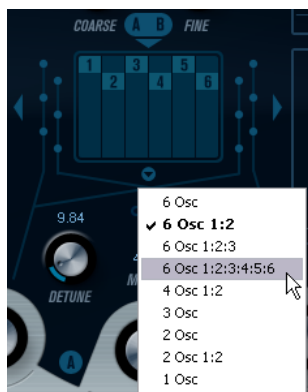 COARSE A B FINE
1 3 5
2 4 6
6 Osc
✓ 6 Osc 1:2
6 Osc 1:2:3
6 Osc 1:2:3:4:5:6
4 Osc 1:2
3 Osc
2 Osc
2 Osc 1:2
1 Osc
9.84
DETUNE
A